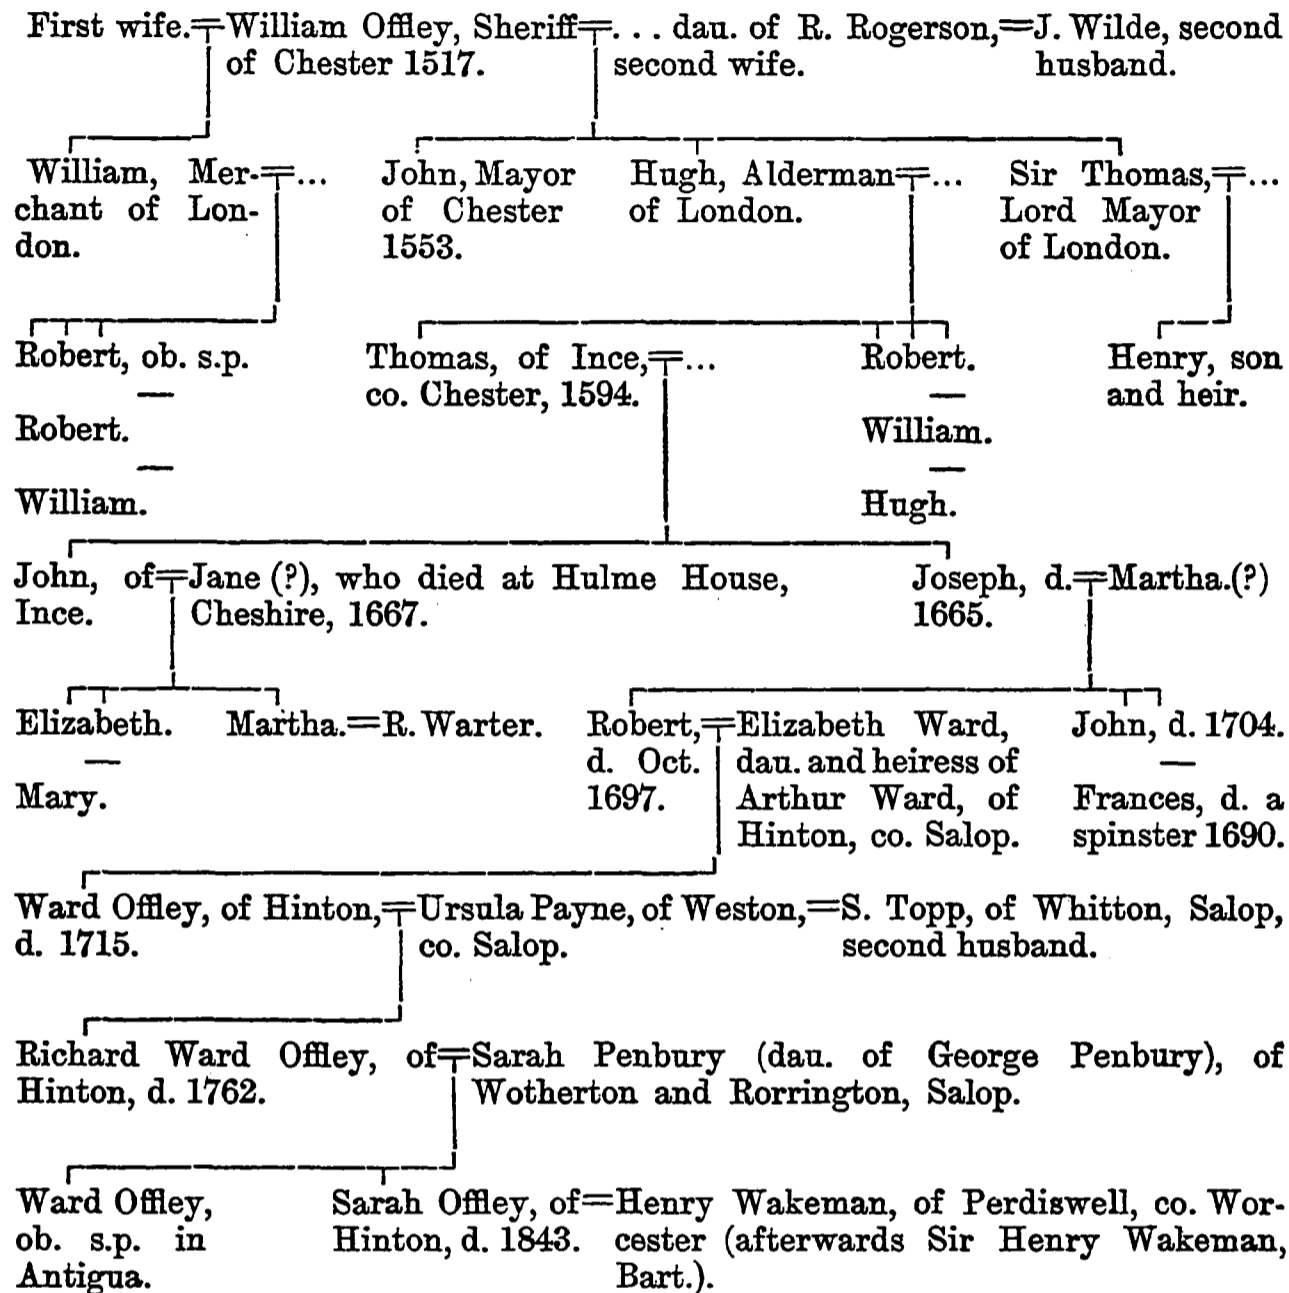 First wife.=William Offley, Sheriff=... dau. of R. Rogerson,=J. Wilde, second
of Chester 1517. second wife. husband.
William, Mer-=... John, Mayor Hugh, Alderman=... Sir Thomas,=...
chant of Lon- of Chester of London. Lord Mayor
don. 1553. of London.
Robert, ob. s.p. Thomas, of Ince,=... Robert. Henry, son
— co. Chester, 1594. — and heir.
Robert. William.
— —
William. Hugh.
John, of=Jane (?), who died at Hulme House, Joseph, d.=Martha.(?)
Ince. Cheshire, 1667. 1665.
Elizabeth. Martha.=R. Warter. Robert,=Elizabeth Ward, John, d. 1704.
— d. Oct. dau. and heiress of —
Mary. 1697. Arthur Ward, of Frances, d. a
Hinton, co. Salop. spinster 1690.
Ward Offley, of Hinton,=Ursula Payne, of Weston,=S. Topp, of Whitton, Salop,
d. 1715. co. Salop. second husband.
Richard Ward Offley, of=Sarah Penbury (dau. of George Penbury), of
Hinton, d. 1762. Wotherton and Rorrington, Salop.
Ward Offley, Sarah Offley, of=Henry Wakeman, of Perdiswell, co. Wor-
ob. s.p. in Hinton, d. 1843. cester (afterwards Sir Henry Wakeman,
Antigua. Bart.).